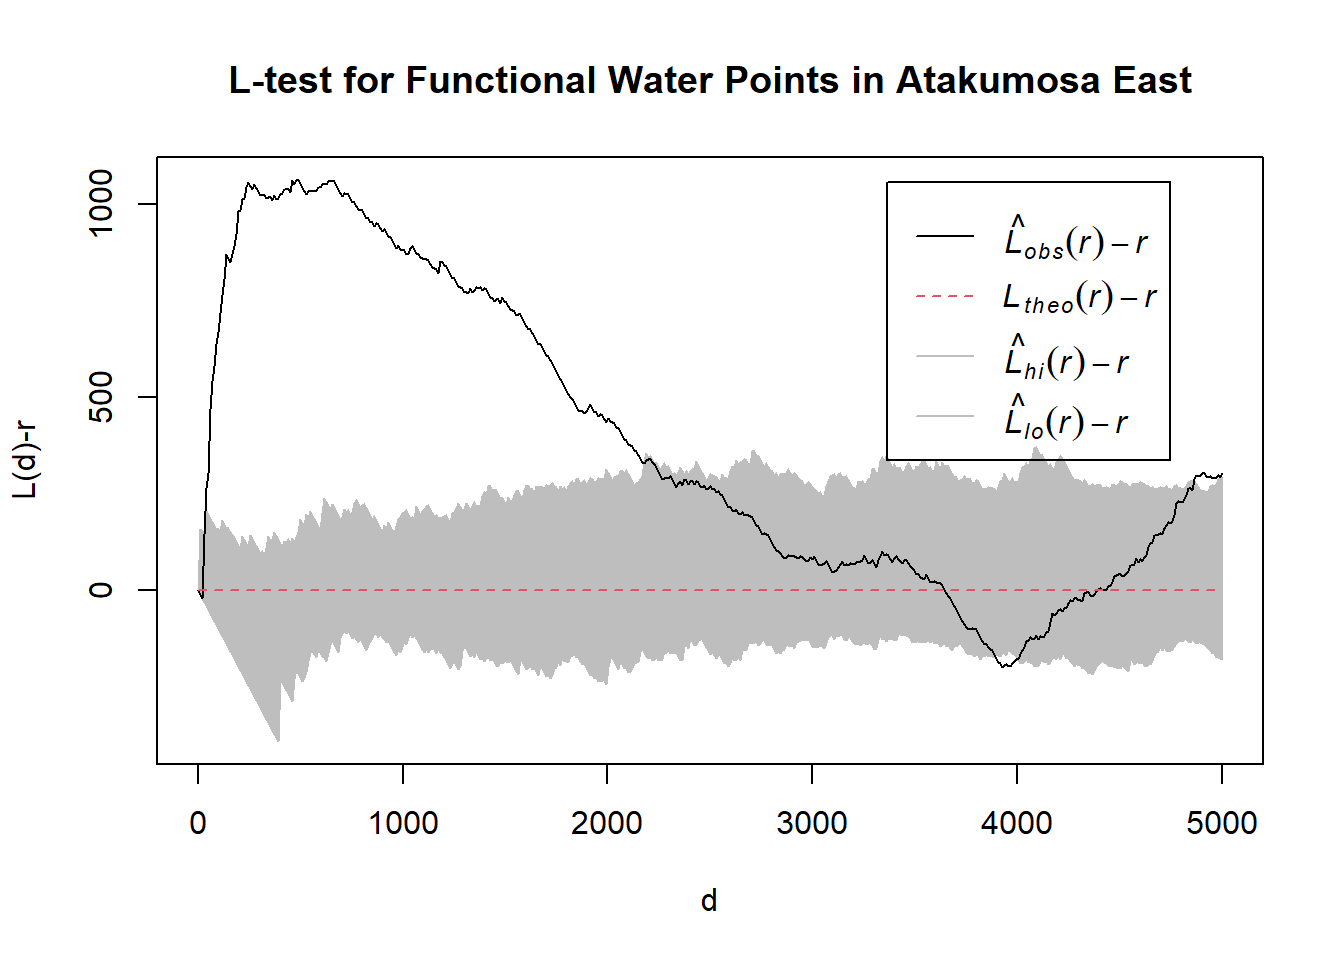 L-test for Functional Water Points in Atakumosa East
L(d)-r
1000
500
0
L̂obs(r) – r
Ltheo(r) – r
L̂hi(r) – r
L̂lo(r) – r
0 1000 2000 3000 4000 5000
d